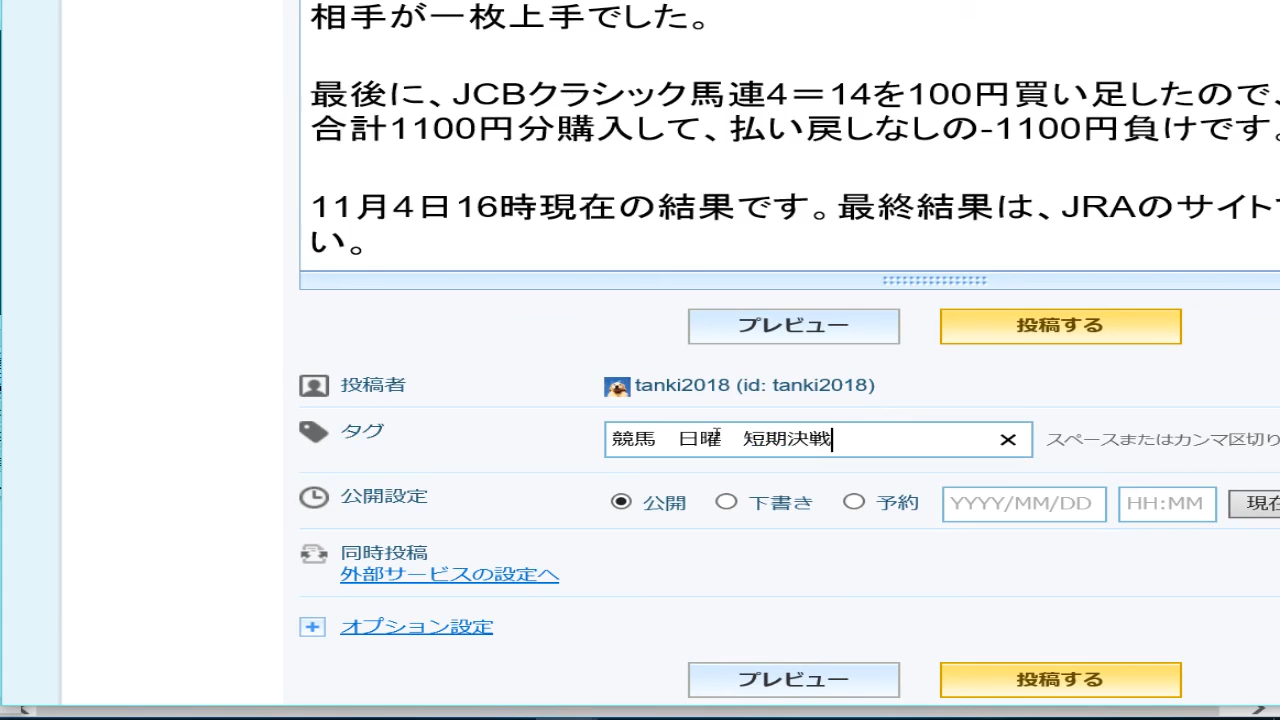 相手が一枚上手でした。
最後に、JCBクラシック馬連4＝14を100円買い足したので、
合計1100円分購入して、払い戻しなしの-1100円負けです。
11月4日16時現在の結果です。最終結果は、JRAのサイトで
い。
プレビュー 投稿する
投稿者 tanki2018 (id: tanki2018)
タグ 競馬　日曜　短期決戦 × スペースまたはカンマ区切り
公開設定 公開 下書き 予約 YYYY/MM/DD HH:MM 現在
同時投稿
外部サービスの設定へ
オプション設定
プレビュー 投稿する